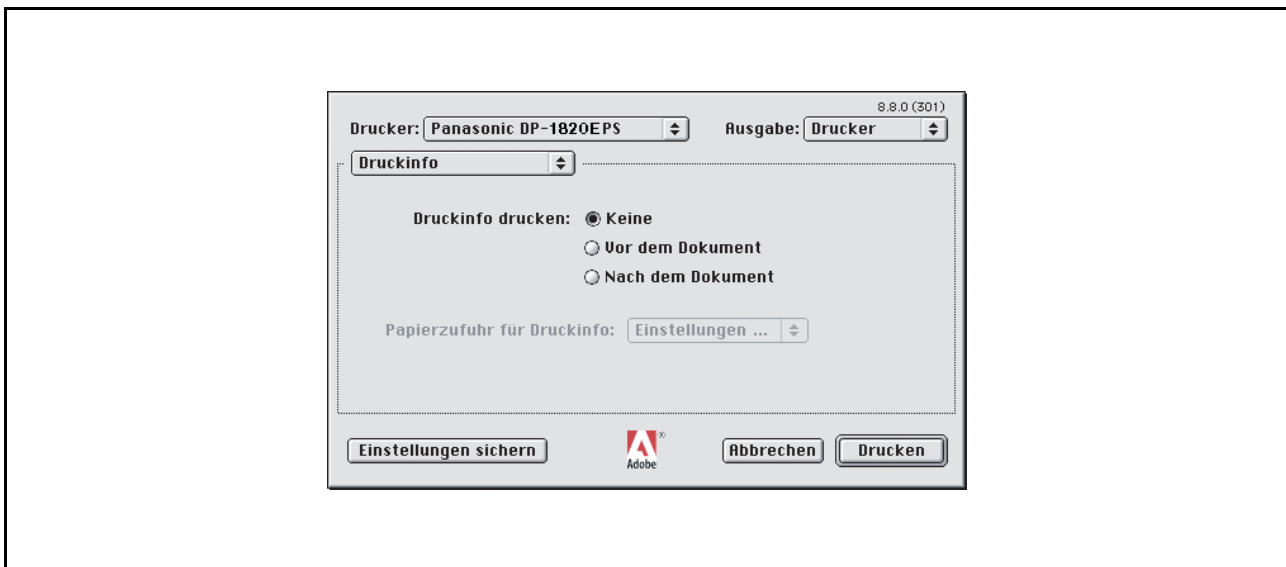 8.8.0 (301)
Drucker: Panasonic DP-1820EPS Ausgabe: Drucker
Druckinfo
Druckinfo drucken: Keine
Vor dem Dokument
Nach dem Dokument
Papierzufuhr für Druckinfo: Einstellungen ...
Einstellungen sichern Adobe® Abbrechen Drucken